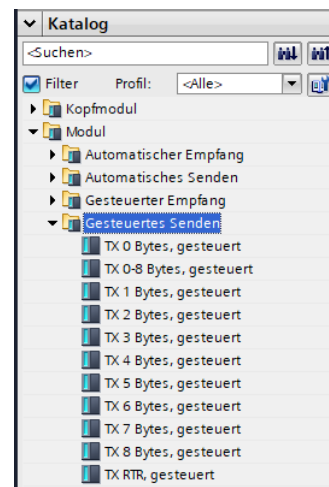 Katalog
<Suchen>
Filter Profil: <Alle>
Kopfmodul
Modul
Automatischer Empfang
Automatisches Senden
Gesteuerter Empfang
Gesteuertes Senden
TX 0 Bytes, gesteuert
TX 0-8 Bytes, gesteuert
TX 1 Bytes, gesteuert
TX 2 Bytes, gesteuert
TX 3 Bytes, gesteuert
TX 4 Bytes, gesteuert
TX 5 Bytes, gesteuert
TX 6 Bytes, gesteuert
TX 7 Bytes, gesteuert
TX 8 Bytes, gesteuert
TX RTR, gesteuert